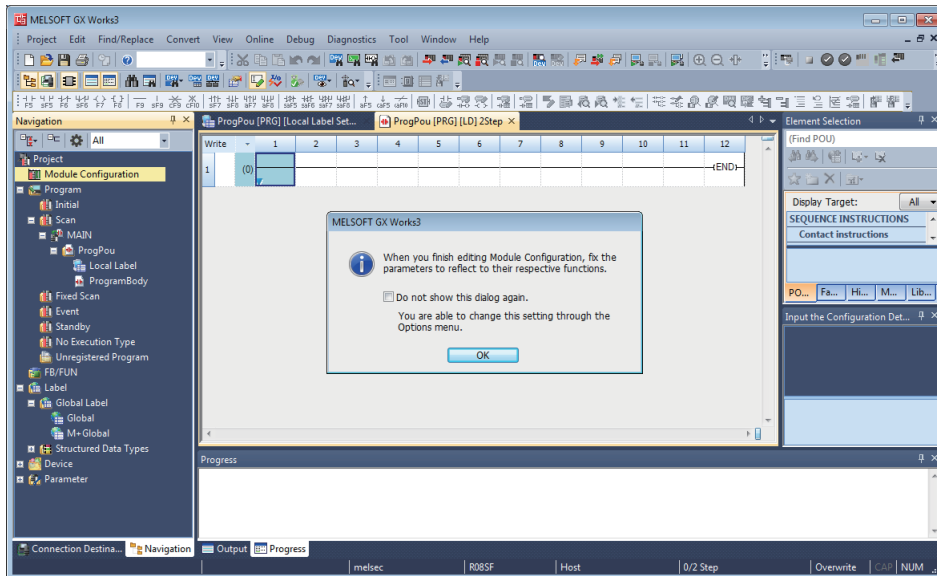 MELSOFT GX Works3
Project Edit Find/Replace Convert View Online Debug Diagnostics Tool Window Help
Navigation
All
Project
Module Configuration
Program
Initial
Scan
MAIN
ProgPou
Local Label
ProgramBody
Fixed Scan
Event
Standby
No Execution Type
Unregistered Program
FB/FUN
Label
Global Label
Global
M+Global
Structured Data Types
Device
Parameter
Connection Destina... Navigation
ProgPou [PRG] [Local Label Set... ProgPou [PRG] [LD] 2Step
Write 1 2 3 4 5 6 7 8 9 10 11 12
1 (0) (END)
MELSOFT GX Works3
When you finish editing Module Configuration, fix the
parameters to reflect to their respective functions.
Do not show this dialog again.
You are able to change this setting through the
Options menu.
OK
Element Selection
(Find POU)
Display Target: All
SEQUENCE INSTRUCTIONS
Contact instructions
PO... Fa... Hi... M... Lib...
Input the Configuration Det...
Progress
Output Progress
melsec R08SF Host 0/2 Step Overwrite CAP NUM